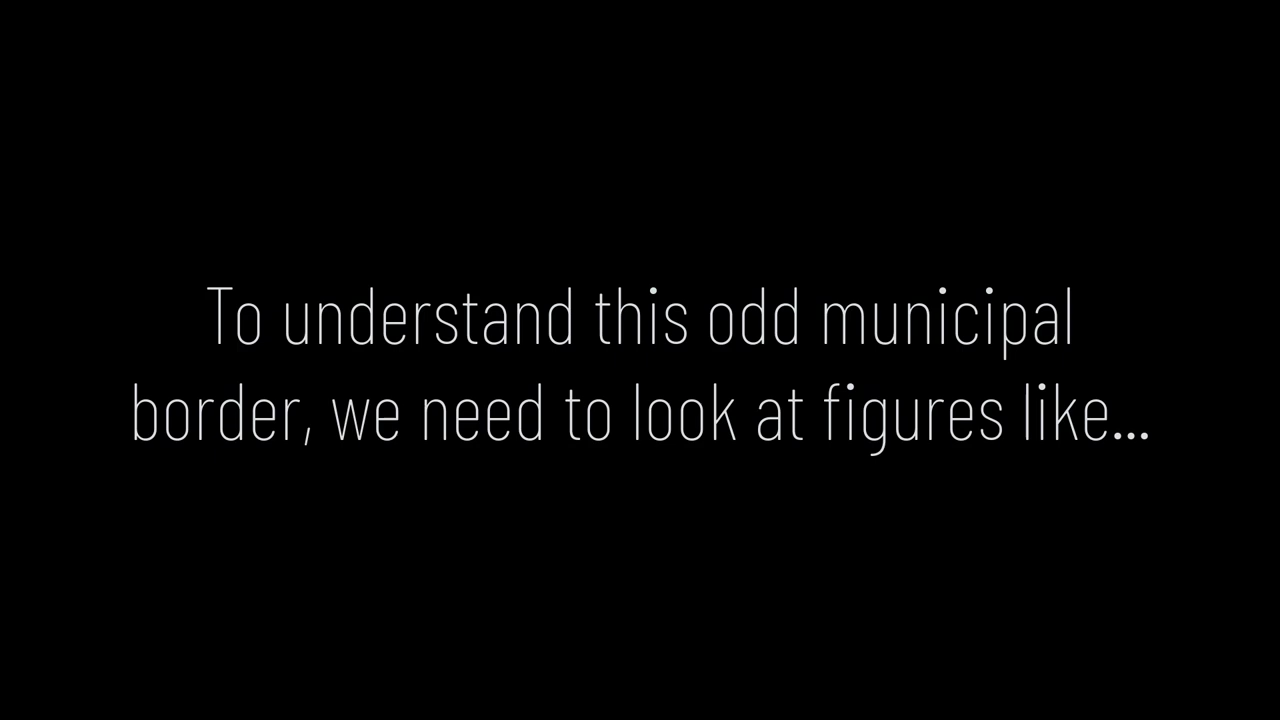 To understand this odd municipal
border, we need to look at figures like...